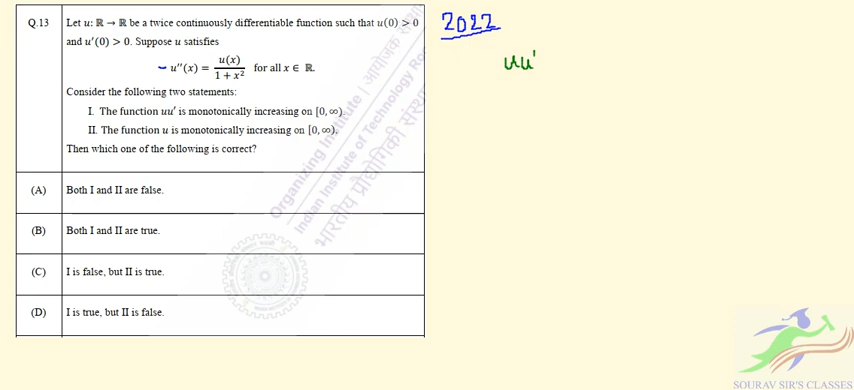 Q.13 Let u: ℝ → ℝ be a twice continuously differentiable function such that u(0) > 0
and u′(0) > 0. Suppose u satisfies
u″(x) = u(x) / (1 + x²) for all x ∈ ℝ.
Consider the following two statements:
I. The function uu′ is monotonically increasing on [0, ∞).
II. The function u is monotonically increasing on [0, ∞).
Then which one of the following is correct?
(A) Both I and II are false.
(B) Both I and II are true.
(C) I is false, but II is true.
(D) I is true, but II is false.
2022
uu'
Organizing Institute | आयोजक संस्थ
Indian Institute of Technology Roo
भारतीय प्रौद्योगिकी संस्था
SOURAV SIR'S CLASSES